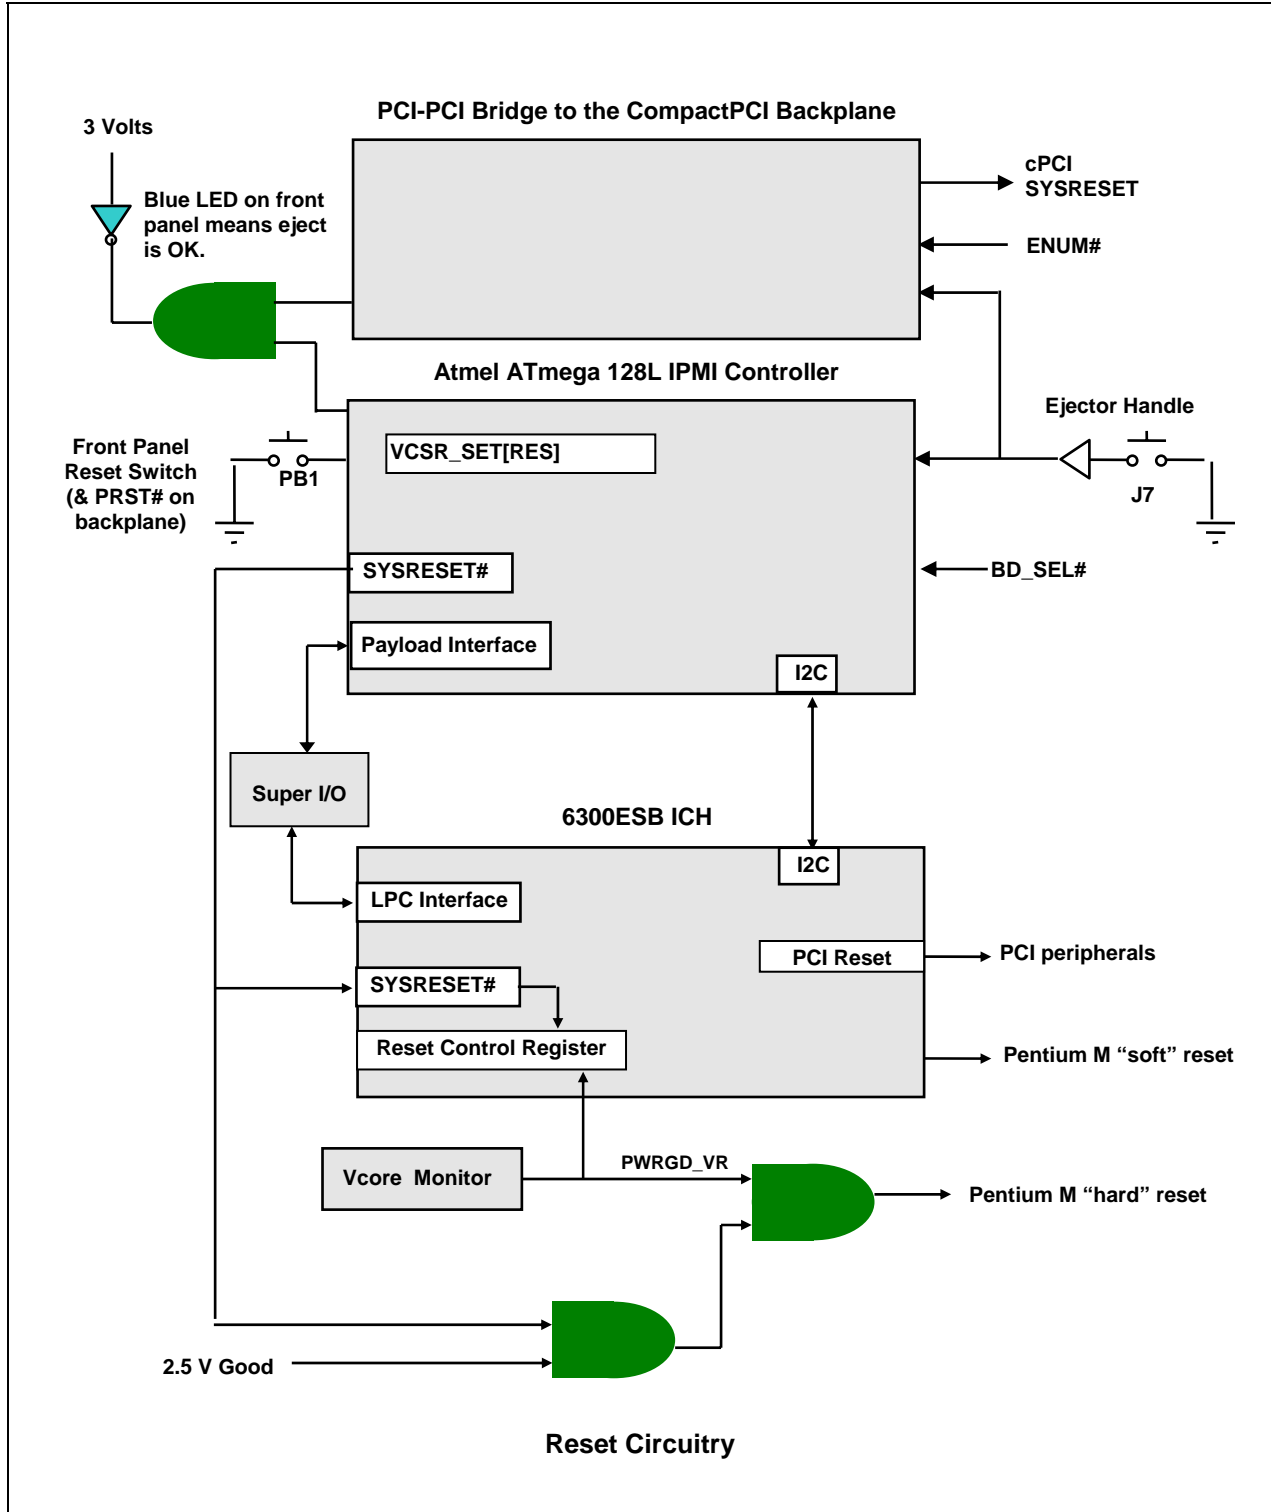 PCI-PCI Bridge to the CompactPCI Backplane
3 Volts
Blue LED on front
panel means eject
is OK.
cPCI
SYSRESET
ENUM#
Atmel ATmega 128L IPMI Controller
Ejector Handle
J7
Front Panel
Reset Switch
(& PRST# on
backplane)
PB1
VCSR_SET[RES]
SYSRESET#
BD_SEL#
Payload Interface
I2C
Super I/O
6300ESB ICH
I2C
LPC Interface
PCI Reset
PCI peripherals
SYSRESET#
Reset Control Register
Pentium M “soft” reset
Vcore Monitor
PWRGD_VR
Pentium M “hard” reset
2.5 V Good
Reset Circuitry